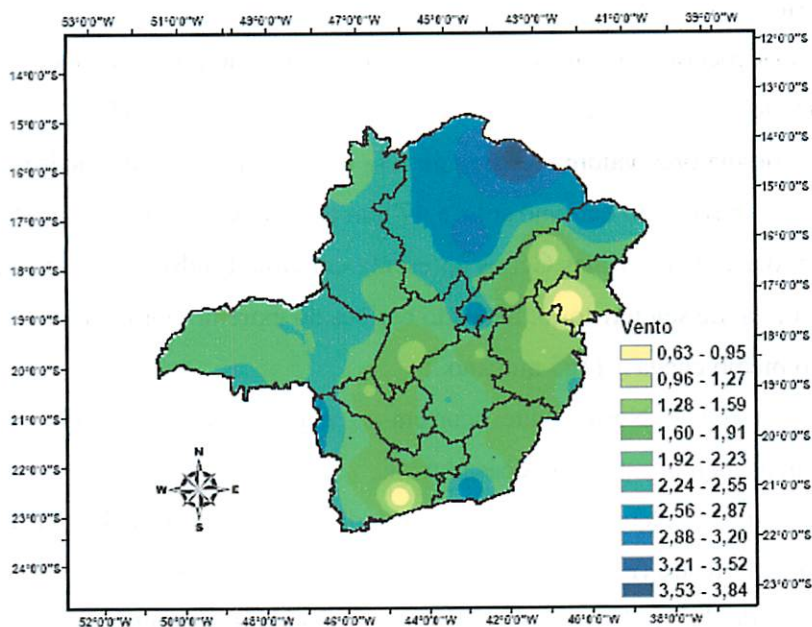 53°0'0"W 49°0'0"W 47°0'0"W 45°0'0"W 43°0'0"W 41°0'0"W 39°0'0"W
12°0'0"S
14°0'0"S
13°0'0"S
15°0'0"S
14°0'0"S
16°0'0"S
15°0'0"S
17°0'0"S
16°0'0"S
18°0'0"S
17°0'0"S
19°0'0"S
18°0'0"S
20°0'0"S
19°0'0"S
21°0'0"S
20°0'0"S
22°0'0"S
21°0'0"S
23°0'0"S
22°0'0"S
24°0'0"S
23°0'0"S
Vento
0,63 - 0,95
0,96 - 1,27
1,28 - 1,59
1,60 - 1,91
1,92 - 2,23
2,24 - 2,55
2,56 - 2,87
2,88 - 3,20
3,21 - 3,52
3,53 - 3,84
N
W E
S
52°0'0"W 50°0'0"W 48°0'0"W 46°0'0"W 44°0'0"W 42°0'0"W 40°0'0"W 38°0'0"W